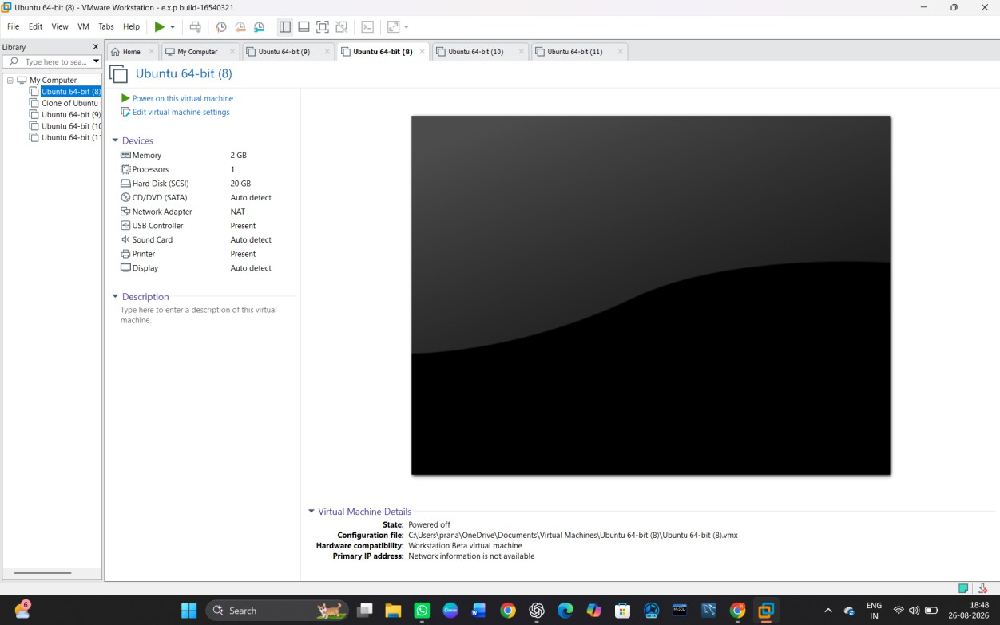 Ubuntu 64-bit (8) - VMware Workstation - e.x.p build-16540321
File Edit View VM Tabs Help
Library
Type here to sea...
My Computer
Ubuntu 64-bit (8)
Clone of Ubuntu
Ubuntu 64-bit (9)
Ubuntu 64-bit (10
Ubuntu 64-bit (11
Home
My Computer
Ubuntu 64-bit (9)
Ubuntu 64-bit (8)
Ubuntu 64-bit (10)
Ubuntu 64-bit (11)
Ubuntu 64-bit (8)
Power on this virtual machine
Edit virtual machine settings
Devices
Memory 2 GB
Processors 1
Hard Disk (SCSI) 20 GB
CD/DVD (SATA) Auto detect
Network Adapter NAT
USB Controller Present
Sound Card Auto detect
Printer Present
Display Auto detect
Description
Type here to enter a description of this virtual
machine.
Virtual Machine Details
State: Powered off
Configuration file: C:\Users\prana\OneDrive\Documents\Virtual Machines\Ubuntu 64-bit (8)\Ubuntu 64-bit (8).vmx
Hardware compatibility: Workstation Beta virtual machine
Primary IP address: Network information is not available
6
Search
Canva
W
BETA
MySQL
ENG
IN
18:48
26-08-2026